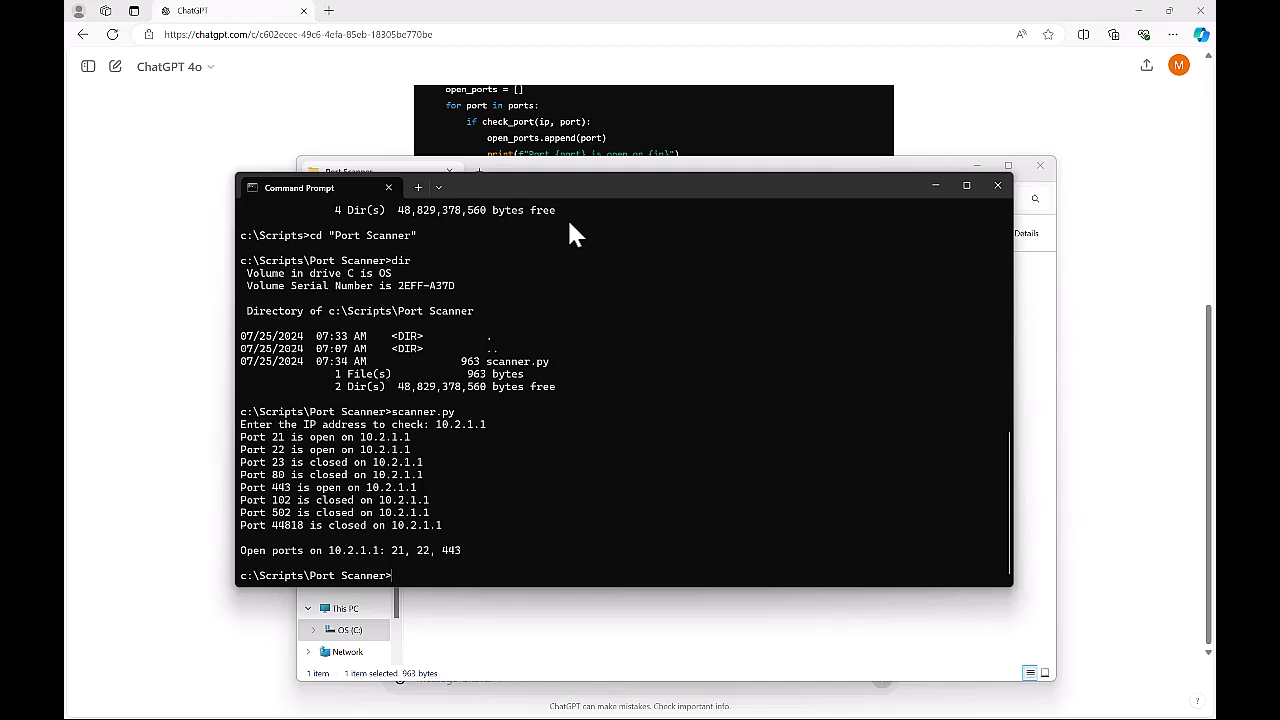 ChatGPT
https://chatgpt.com/c/c602ecec-49c6-4efa-85eb-18305be770be
ChatGPT 4o
M
open_ports = []
for port in ports:
if check_port(ip, port):
open_ports.append(port)
print(f"Port {port} is open on {ip}")
Port Scanner
Command Prompt
Details
4 Dir(s)  48,829,378,560 bytes free
c:\Scripts>cd "Port Scanner"
c:\Scripts\Port Scanner>dir
Volume in drive C is OS
Volume Serial Number is 2EFF-A37D
Directory of c:\Scripts\Port Scanner
07/25/2024  07:33 AM    <DIR>          .
07/25/2024  07:07 AM    <DIR>          ..
07/25/2024  07:34 AM               963 scanner.py
1 File(s)            963 bytes
2 Dir(s)  48,829,378,560 bytes free
c:\Scripts\Port Scanner>scanner.py
Enter the IP address to check: 10.2.1.1
Port 21 is open on 10.2.1.1
Port 22 is open on 10.2.1.1
Port 23 is closed on 10.2.1.1
Port 80 is closed on 10.2.1.1
Port 443 is open on 10.2.1.1
Port 102 is closed on 10.2.1.1
Port 502 is closed on 10.2.1.1
Port 44818 is closed on 10.2.1.1
Open ports on 10.2.1.1: 21, 22, 443
c:\Scripts\Port Scanner>
This PC
OS (C:)
Network
1 item   1 item selected  963 bytes
ChatGPT can make mistakes. Check important info.
?